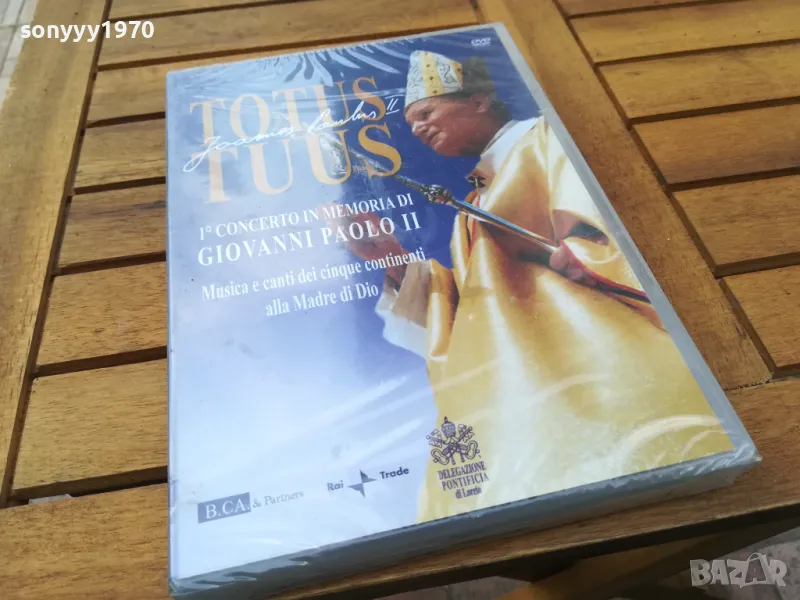 sonyyy1970
DVD
TOTUS
Joannes Paulus II
TUUS
1° CONCERTO IN MEMORIA DI
GIOVANNI PAOLO II
Musica e canti dei cinque continenti
alla Madre di Dio
B.C.A. & Partners
Rai Trade
DELEGAZIONE
PONTIFICIA
di Loreto
BAZAR